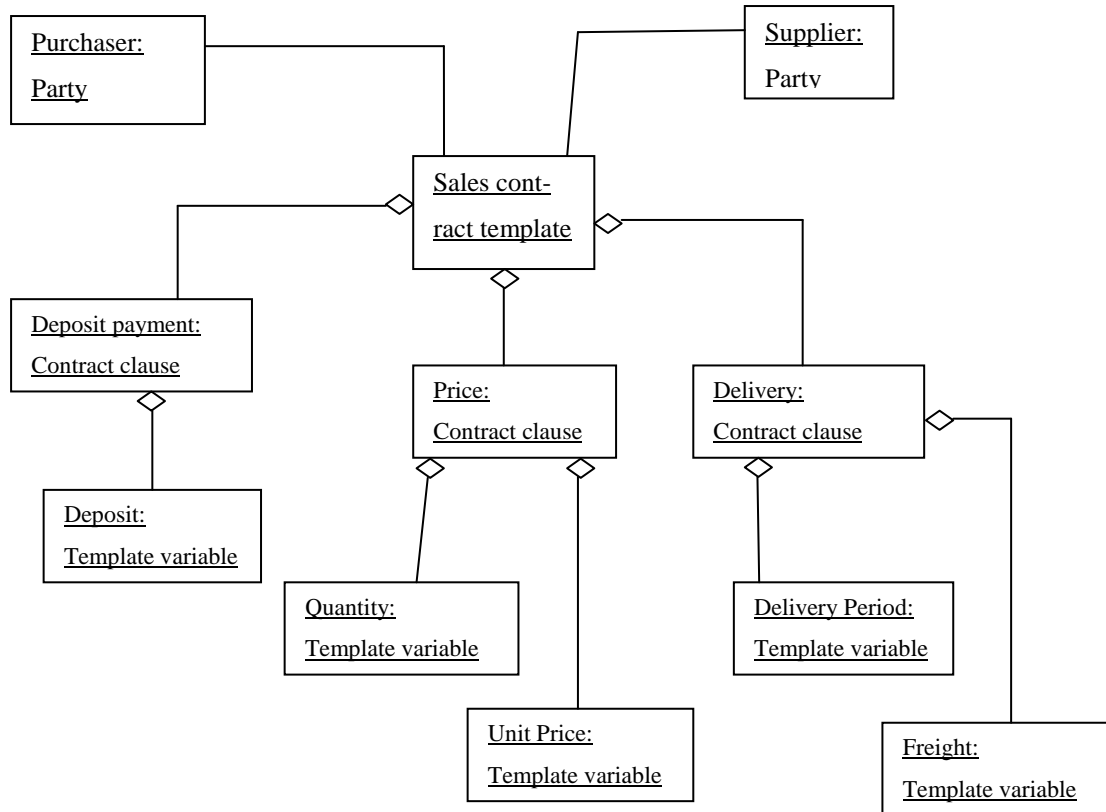 Purchaser:
Party
Supplier:
Party
Sales cont-
ract template
Deposit payment:
Contract clause
Price:
Contract clause
Delivery:
Contract clause
Deposit:
Template variable
Quantity:
Template variable
Delivery Period:
Template variable
Unit Price:
Template variable
Freight:
Template variable